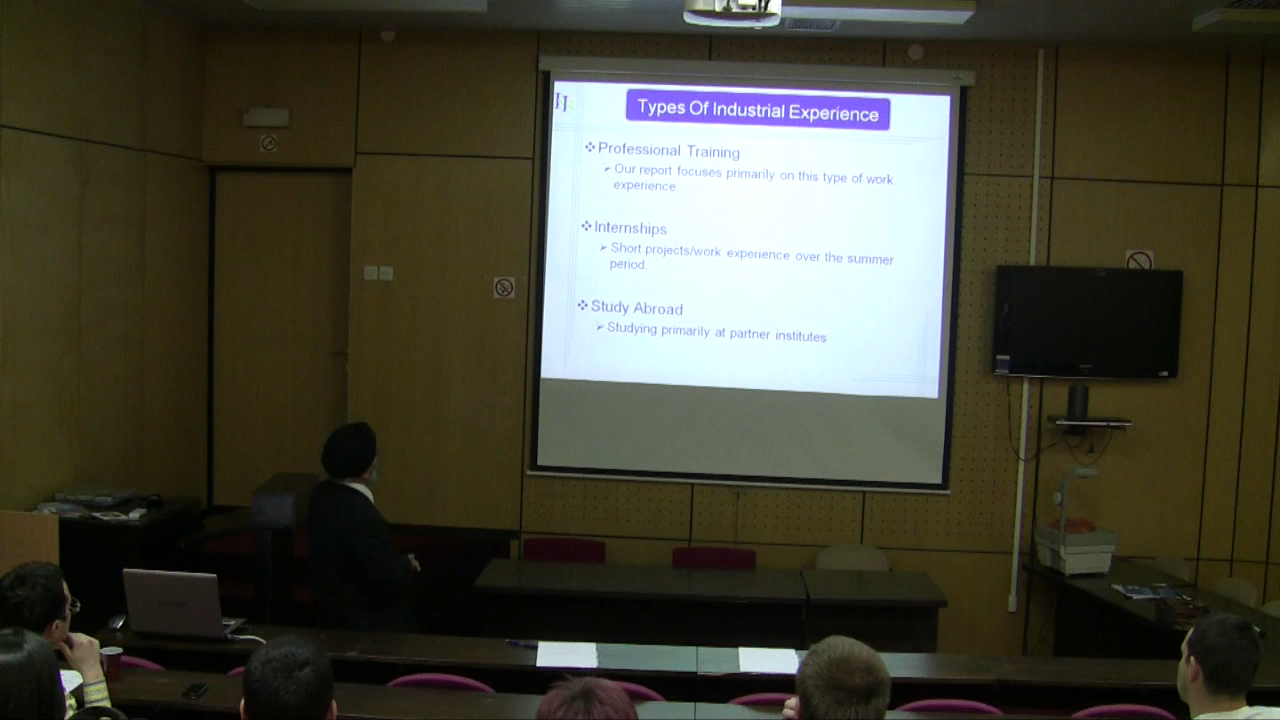 Types Of Industrial Experience
Professional Training
Our report focuses primarily on this type of work
experience.
Internships
Short projects/work experience over the summer
period.
Study Abroad
Studying primarily at partner institutes